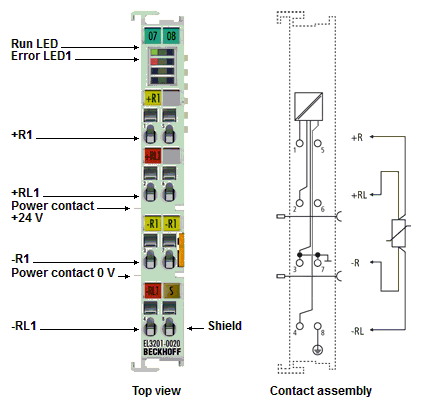 07 08
Run LED
Error LED1
+R1
+R1
1 5
+R
-RL1
+RL1
2 6
+RL
Power contact
+24 V
-R1 -R1
-R1
3 7
-R
Power contact 0 V
-RL1 S
-RL1
Shield
4 8
-RL
EL3201-0020
BECKHOFF
Top view
Contact assembly